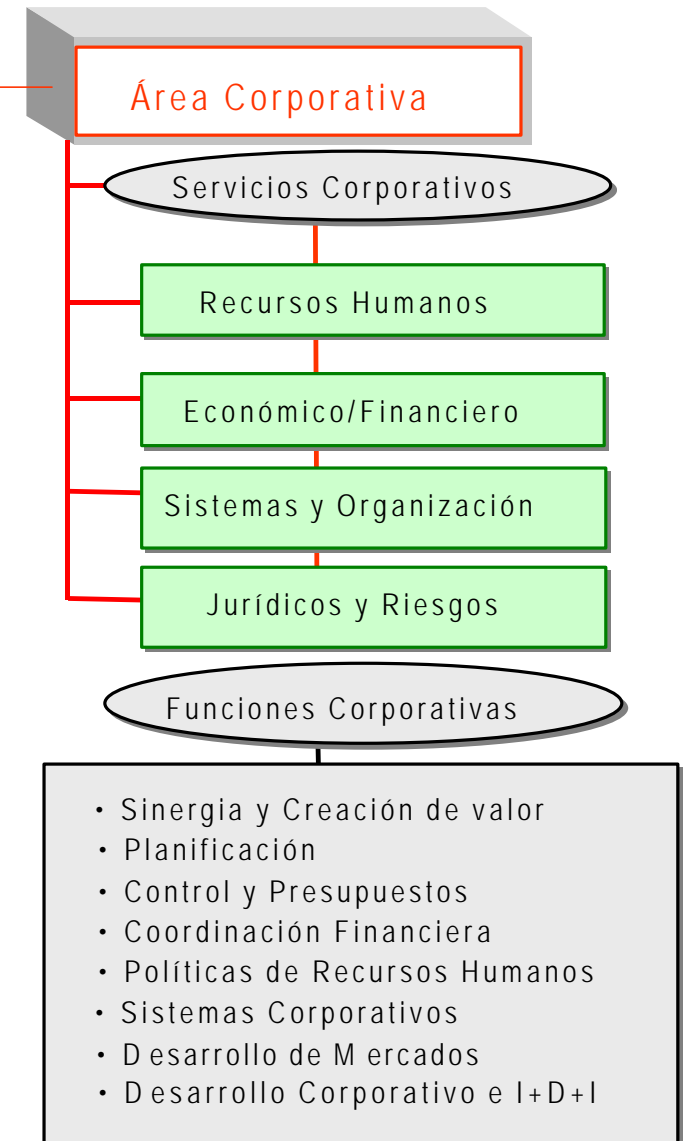 Área Corporativa
Servicios Corporativos
Recursos Humanos
Económico/Financiero
Sistemas y Organización
Jurídicos y Riesgos
Funciones Corporativas
• Sinergia y Creación de valor
• Planificación
• Control y Presupuestos
• Coordinación Financiera
• Políticas de Recursos Humanos
• Sistemas Corporativos
• Desarrollo de Mercados
• Desarrollo Corporativo e I+D+I